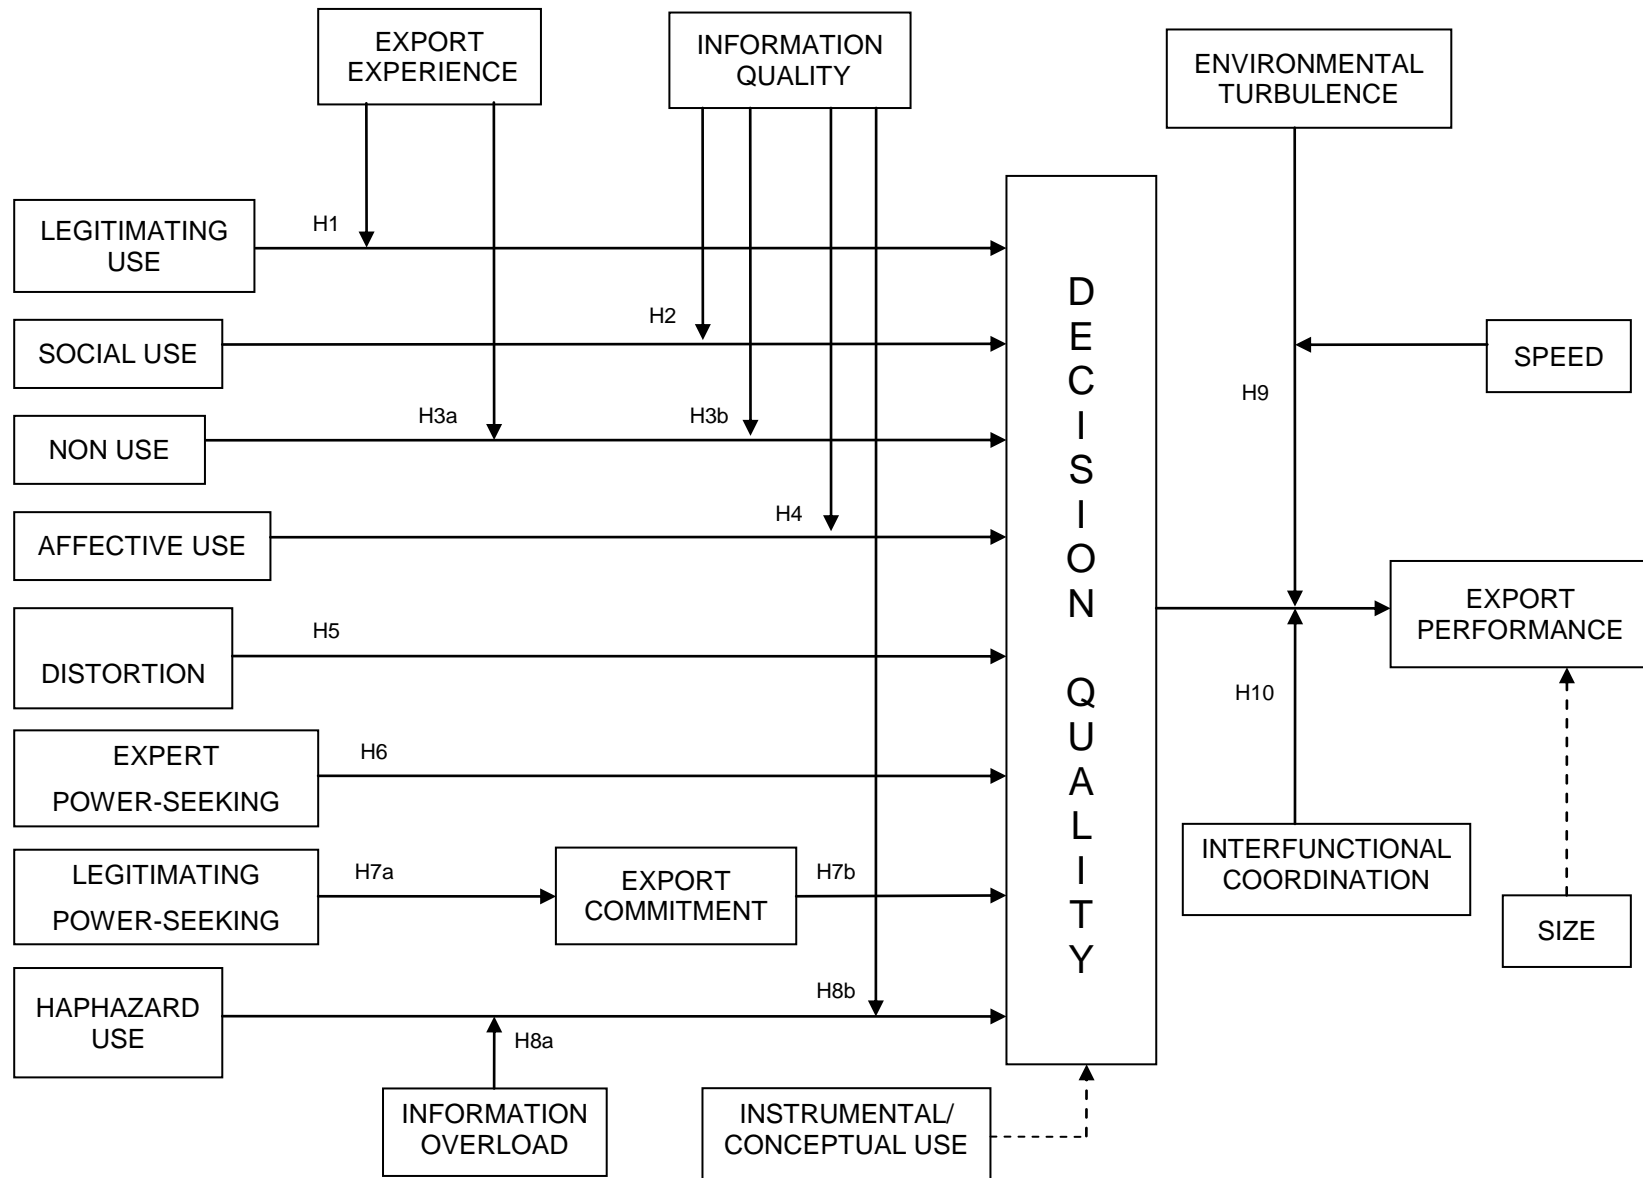 EXPORT
EXPERIENCE
INFORMATION
QUALITY
ENVIRONMENTAL
TURBULENCE
LEGITIMATING
USE
H1
SOCIAL USE
H2
SPEED
NON USE
H3a
H3b
H9
AFFECTIVE USE
H4
DECISION QUALITY
EXPORT
PERFORMANCE
DISTORTION
H5
H10
EXPERT
POWER-SEEKING
H6
LEGITIMATING
POWER-SEEKING
H7a
EXPORT
COMMITMENT
H7b
INTERFUNCTIONAL
COORDINATION
SIZE
HAPHAZARD
USE
H8b
H8a
INFORMATION
OVERLOAD
INSTRUMENTAL/
CONCEPTUAL USE